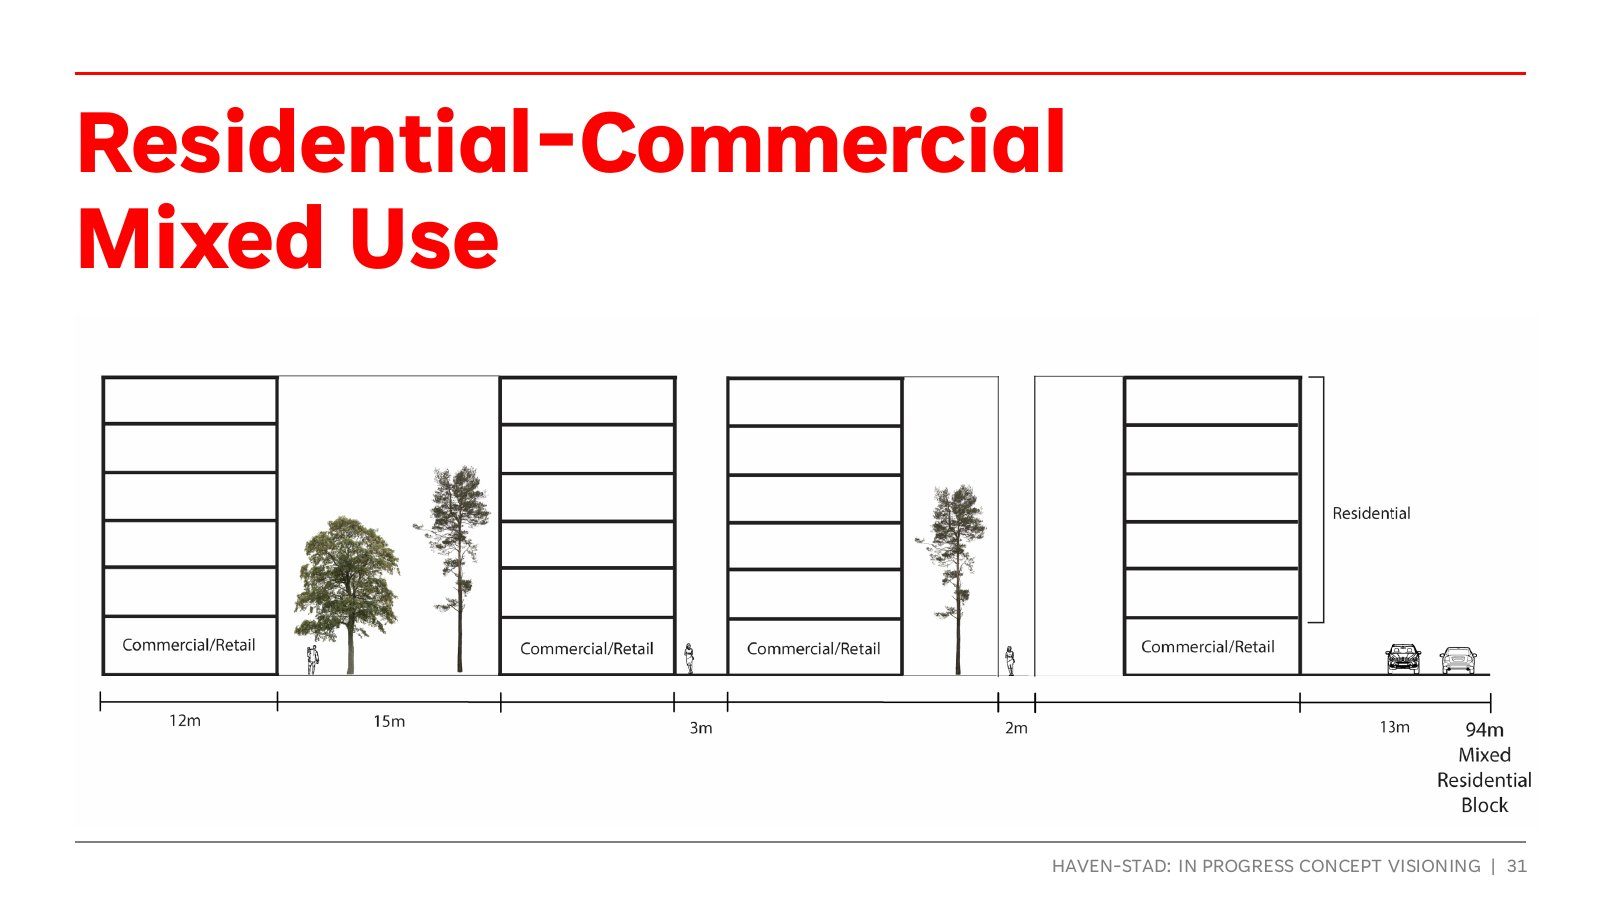 Residential-Commercial
Mixed Use
Residential
Commercial/Retail
Commercial/Retail
Commercial/Retail
Commercial/Retail
12m
15m
3m
2m
13m
94m
Mixed
Residential
Block
HAVEN-STAD: IN PROGRESS CONCEPT VISIONING | 31